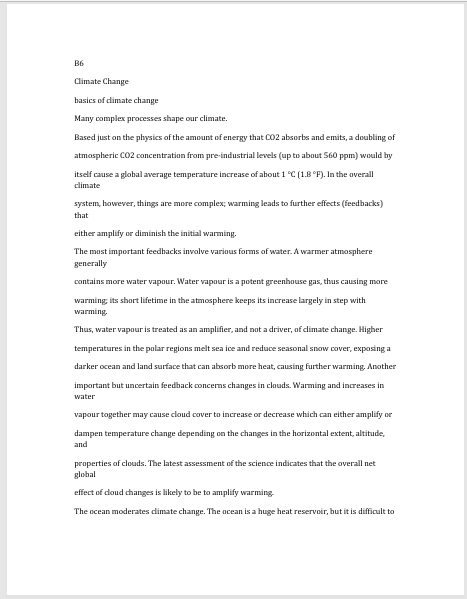 B6
Climate Change
basics of climate change
Many complex processes shape our climate.
Based just on the physics of the amount of energy that CO2 absorbs and emits, a doubling of
atmospheric CO2 concentration from pre-industrial levels (up to about 560 ppm) would by
itself cause a global average temperature increase of about 1 °C (1.8 °F). In the overall
climate
system, however, things are more complex; warming leads to further effects (feedbacks)
that
either amplify or diminish the initial warming.
The most important feedbacks involve various forms of water. A warmer atmosphere
generally
contains more water vapour. Water vapour is a potent greenhouse gas, thus causing more
warming; its short lifetime in the atmosphere keeps its increase largely in step with
warming.
Thus, water vapour is treated as an amplifier, and not a driver, of climate change. Higher
temperatures in the polar regions melt sea ice and reduce seasonal snow cover, exposing a
darker ocean and land surface that can absorb more heat, causing further warming. Another
important but uncertain feedback concerns changes in clouds. Warming and increases in
water
vapour together may cause cloud cover to increase or decrease which can either amplify or
dampen temperature change depending on the changes in the horizontal extent, altitude,
and
properties of clouds. The latest assessment of the science indicates that the overall net
global
effect of cloud changes is likely to be to amplify warming.
The ocean moderates climate change. The ocean is a huge heat reservoir, but it is difficult to